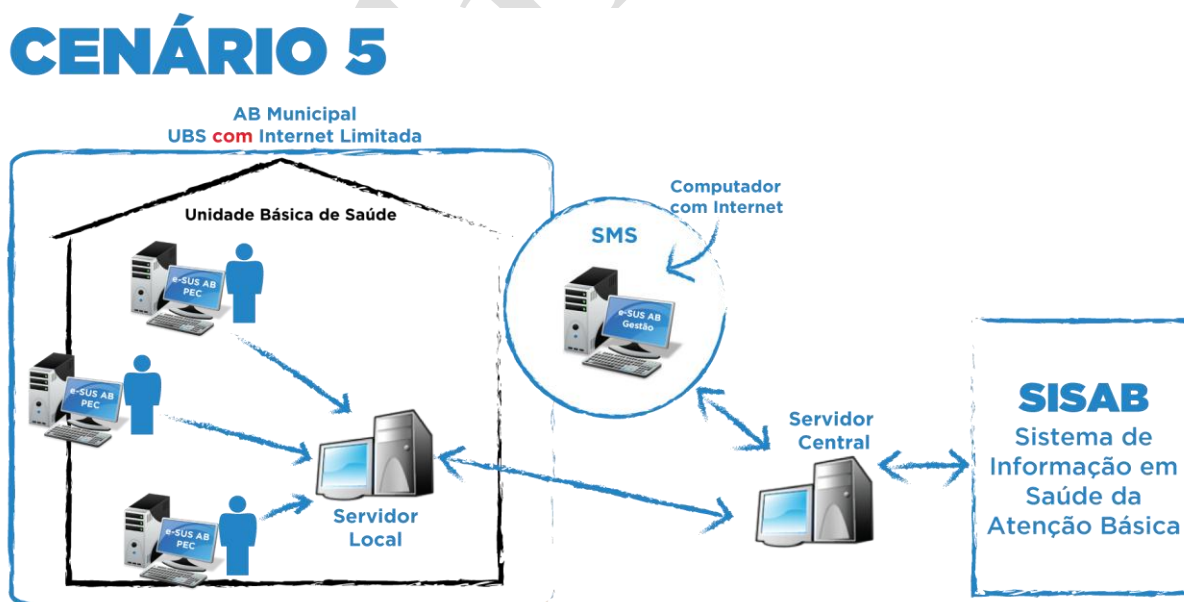 CENÁRIO 5
AB Municipal
UBS com Internet Limitada
Unidade Básica de Saúde
e-SUS AB
PEC
e-SUS AB
PEC
e-SUS AB
PEC
Servidor
Local
SMS
Computador
com Internet
e-SUS AB
Gestão
Servidor
Central
SISAB
Sistema de
Informação em
Saúde da
Atenção Básica